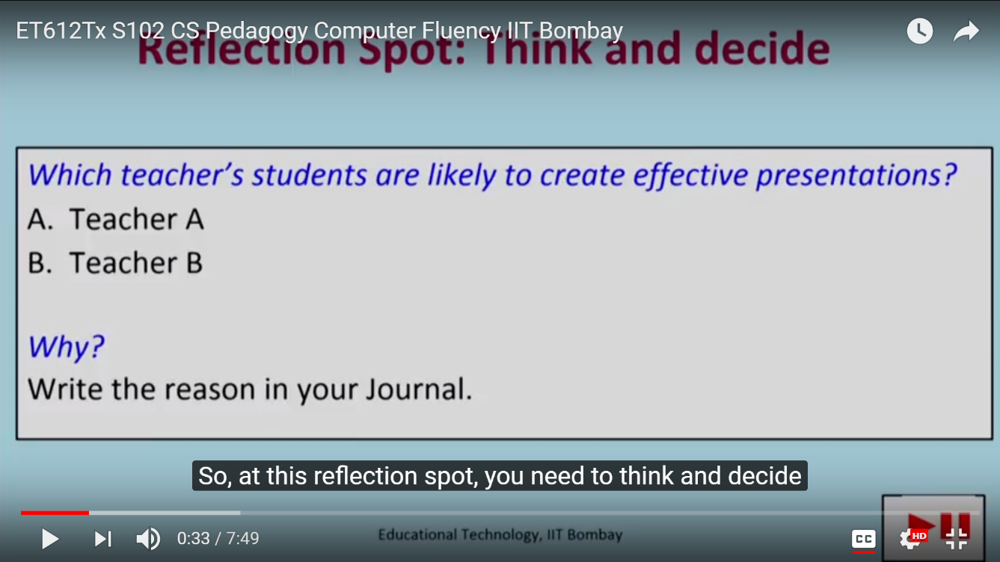 ET612Tx S102 CS Pedagogy Computer Fluency IIT Bombay
Reflection Spot: Think and decide
Which teacher's students are likely to create effective presentations?
A. Teacher A
B. Teacher B
Why?
Write the reason in your Journal.
So, at this reflection spot, you need to think and decide
0:33 / 7:49
Educational Technology, IIT Bombay
CC
HD